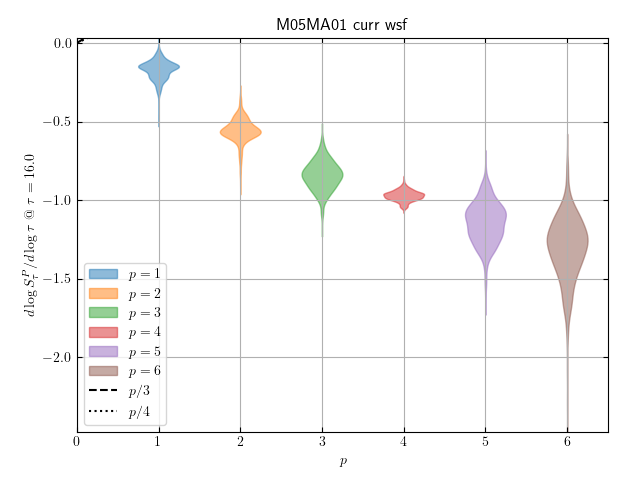 M05MA01 curr wsf
0.0
−0.5
−1.0
−1.5
−2.0
d log S_τ^P / d log τ @ τ = 16.0
p = 1
p = 2
p = 3
p = 4
p = 5
p = 6
p/3
p/4
0 1 2 3 4 5 6
p